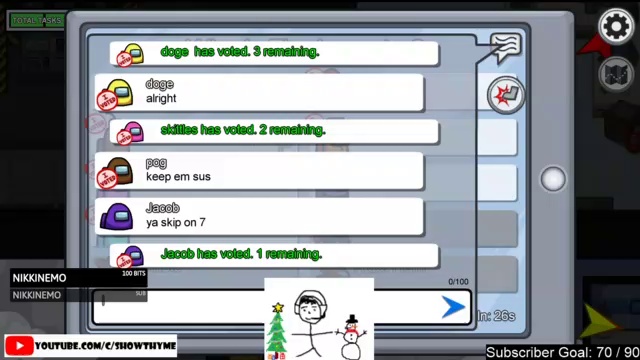 TOTAL TASKS
doge has voted. 3 remaining.
doge
alright
skittles has voted. 2 remaining.
pog
keep em sus
Jacob
ya skip on 7
Jacob has voted. 1 remaining.
0/100
In: 26s
NIKKINEMO
100 BITS
NIKKINEMO
SUB
YOUTUBE.COM/C/SHOWTHYME
Subscriber Goal: 70 / 90